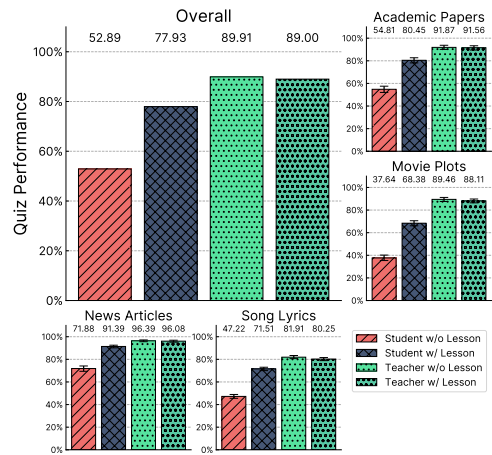 Overall
52.89 77.93 89.91 89.00
100%
80%
60%
40%
20%
0%
Quiz Performance
Academic Papers
54.81 80.45 91.87 91.56
100%
80%
60%
40%
20%
0%
Movie Plots
37.64 68.38 89.46 88.11
100%
80%
60%
40%
20%
0%
News Articles
71.88 91.39 96.39 96.08
100%
80%
60%
40%
20%
0%
Song Lyrics
47.22 71.51 81.91 80.25
100%
80%
60%
40%
20%
0%
Student w/o Lesson
Student w/ Lesson
Teacher w/o Lesson
Teacher w/ Lesson